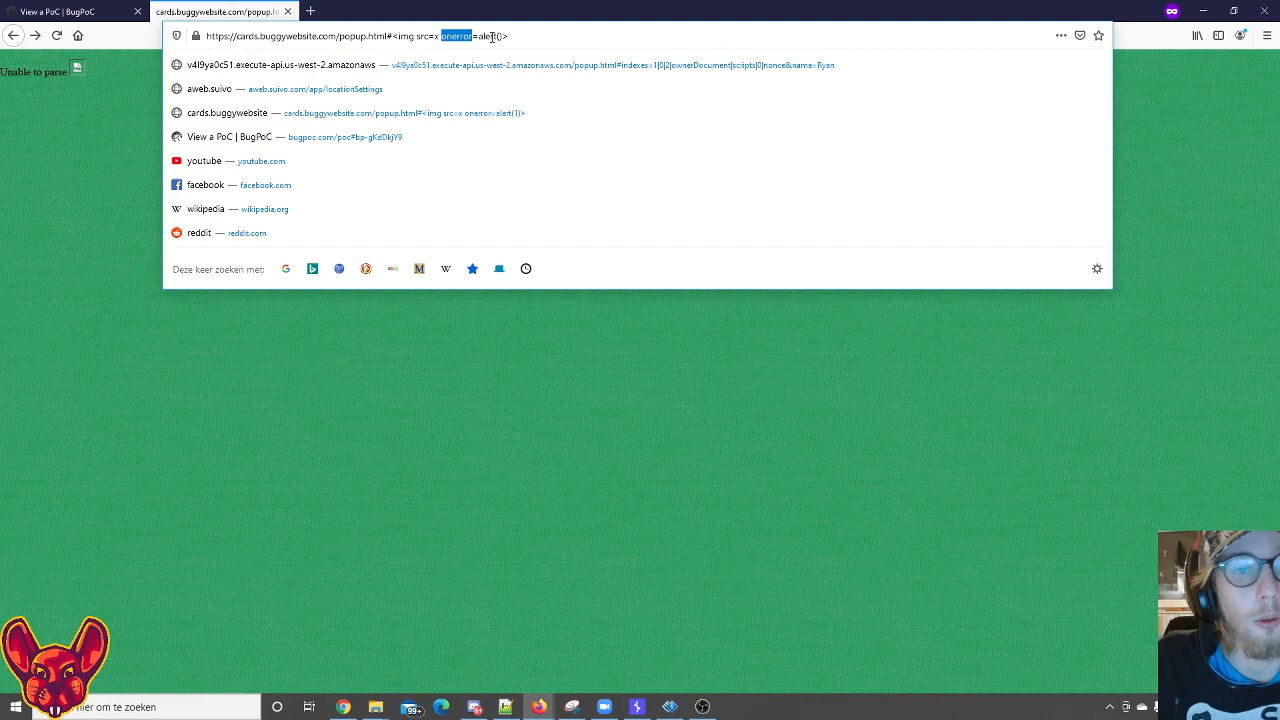 View a PoC | BugPoC
cards.buggywebsite.com/popup.h
https://cards.buggywebsite.com/popup.html#<img src=x onerror=alert()>
Unable to parse
v4l9ya0c51.execute-api.us-west-2.amazonaws — v4l9ya0c51.execute-api.us-west-2.amazonaws.com/popup.html#indexes=1|0|2|ownerDocument|scripts|0|nonce&name=Ryan
aweb.suivo — aweb.suivo.com/app/locationSettings
cards.buggywebsite — cards.buggywebsite.com/popup.html#<img src=x onerror=alert(1)>
View a PoC | BugPoC — bugpoc.com/poc#bp-gKdDkjY9
youtube — youtube.com
facebook — facebook.com
wikipedia — wikipedia.org
reddit — reddit.com
Deze keer zoeken met:
hier om te zoeken
99+